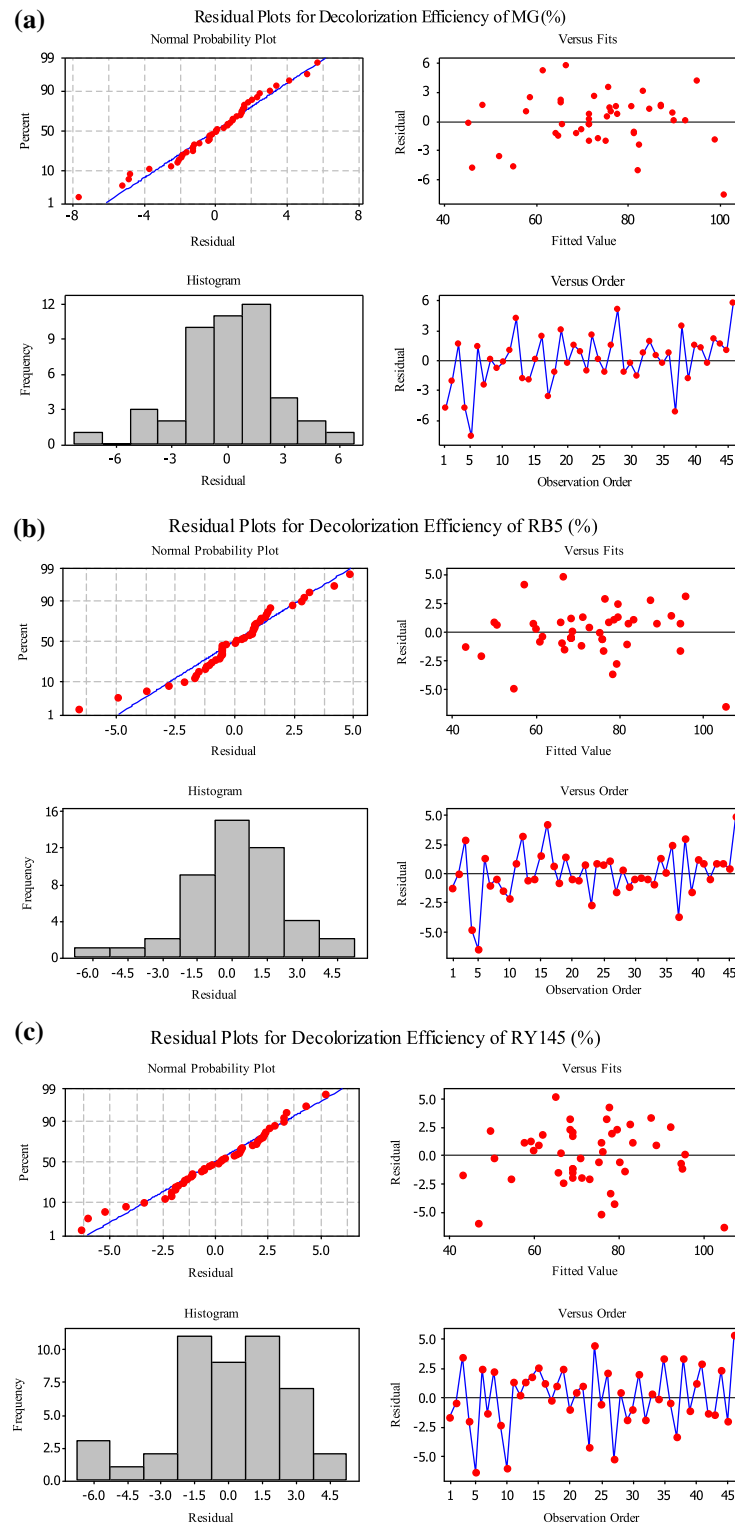 (a)
Residual Plots for Decolorization Efficiency of MG(%)
Normal Probability Plot
Versus Fits
99
90
50
10
1
Percent
-8 -4 0 4 8
Residual
6
3
0
-3
-6
Residual
40 60 80 100
Fitted Value
Histogram
Versus Order
12
9
6
3
0
Frequency
-6 -3 0 3 6
Residual
6
3
0
-3
-6
Residual
1 5 10 15 20 25 30 35 40 45
Observation Order
(b)
Residual Plots for Decolorization Efficiency of RB5 (%)
Normal Probability Plot
Versus Fits
99
90
50
10
1
Percent
-5.0 -2.5 0.0 2.5 5.0
Residual
5.0
2.5
0.0
-2.5
-5.0
Residual
40 60 80 100
Fitted Value
Histogram
Versus Order
16
12
8
4
0
Frequency
-6.0 -4.5 -3.0 -1.5 0.0 1.5 3.0 4.5
Residual
5.0
2.5
0.0
-2.5
-5.0
Residual
1 5 10 15 20 25 30 35 40 45
Observation Order
(c)
Residual Plots for Decolorization Efficiency of RY145 (%)
Normal Probability Plot
Versus Fits
99
90
50
10
1
Percent
-5.0 -2.5 0.0 2.5 5.0
Residual
5.0
2.5
0.0
-2.5
-5.0
Residual
40 60 80 100
Fitted Value
Histogram
Versus Order
10.0
7.5
5.0
2.5
0.0
Frequency
-6.0 -4.5 -3.0 -1.5 0.0 1.5 3.0 4.5
Residual
5.0
2.5
0.0
-2.5
-5.0
Residual
1 5 10 15 20 25 30 35 40 45
Observation Order